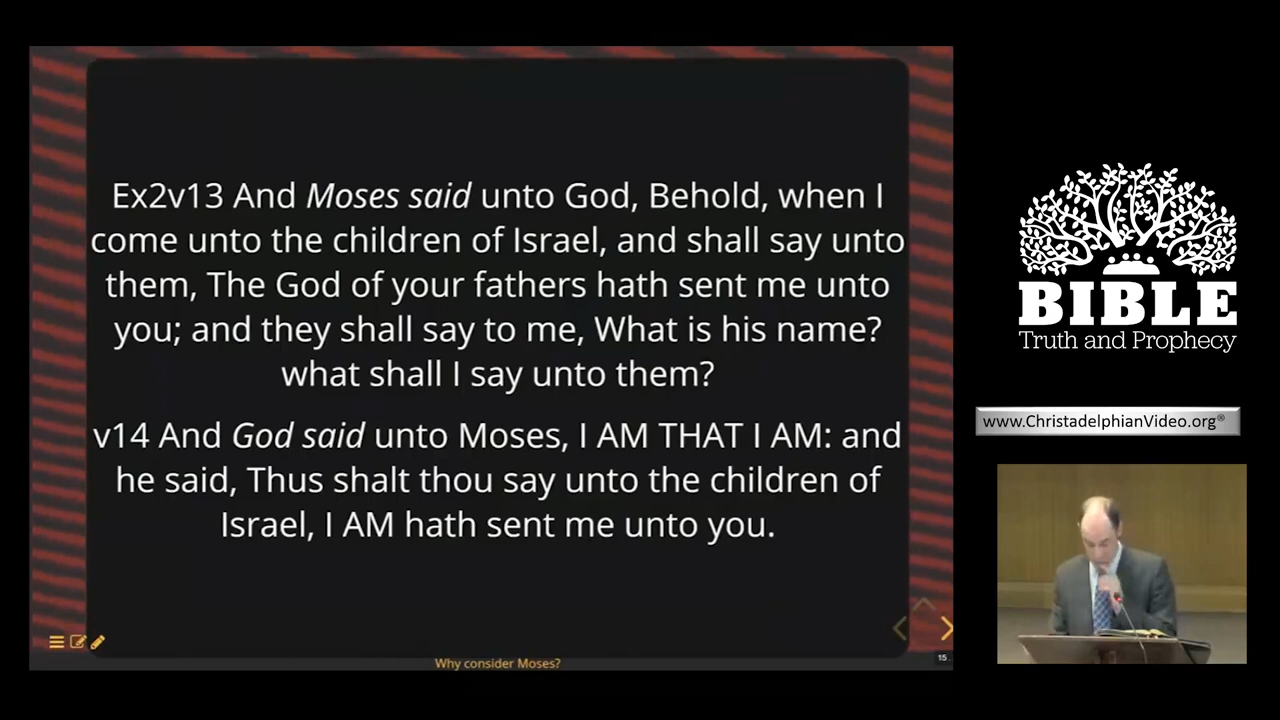 Ex2v13 And Moses said unto God, Behold, when I
come unto the children of Israel, and shall say unto
them, The God of your fathers hath sent me unto
you; and they shall say to me, What is his name?
what shall I say unto them?
v14 And God said unto Moses, I AM THAT I AM: and
he said, Thus shalt thou say unto the children of
Israel, I AM hath sent me unto you.
Why consider Moses?
15
BIBLE
Truth and Prophecy
www.ChristadelphianVideo.org®